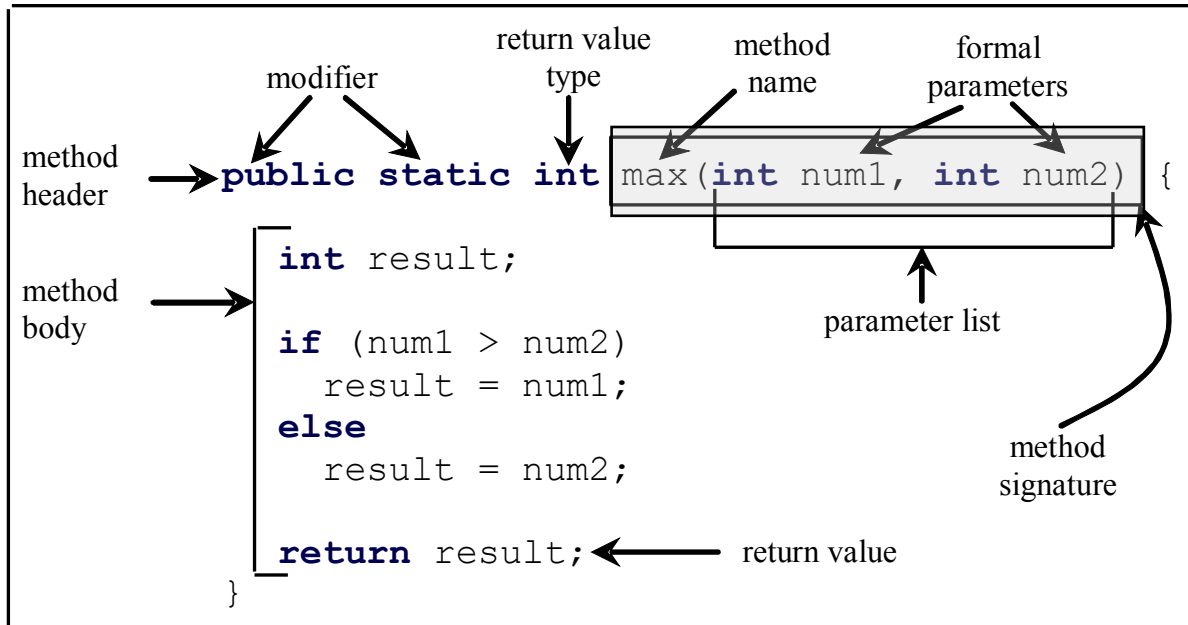 return value
type
method
name
formal
parameters
modifier
method
header
public static int max(int num1, int num2) {
int result;
method
body
parameter list
if (num1 > num2)
result = num1;
else
result = num2;
method
signature
return result;
return value
}